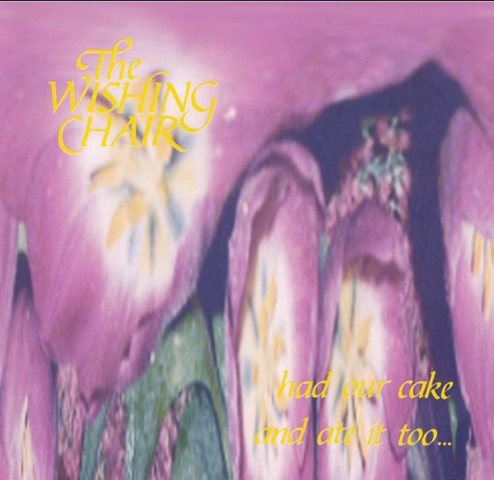 The
WISHING
CHAIR
had our cake
and ate it too...